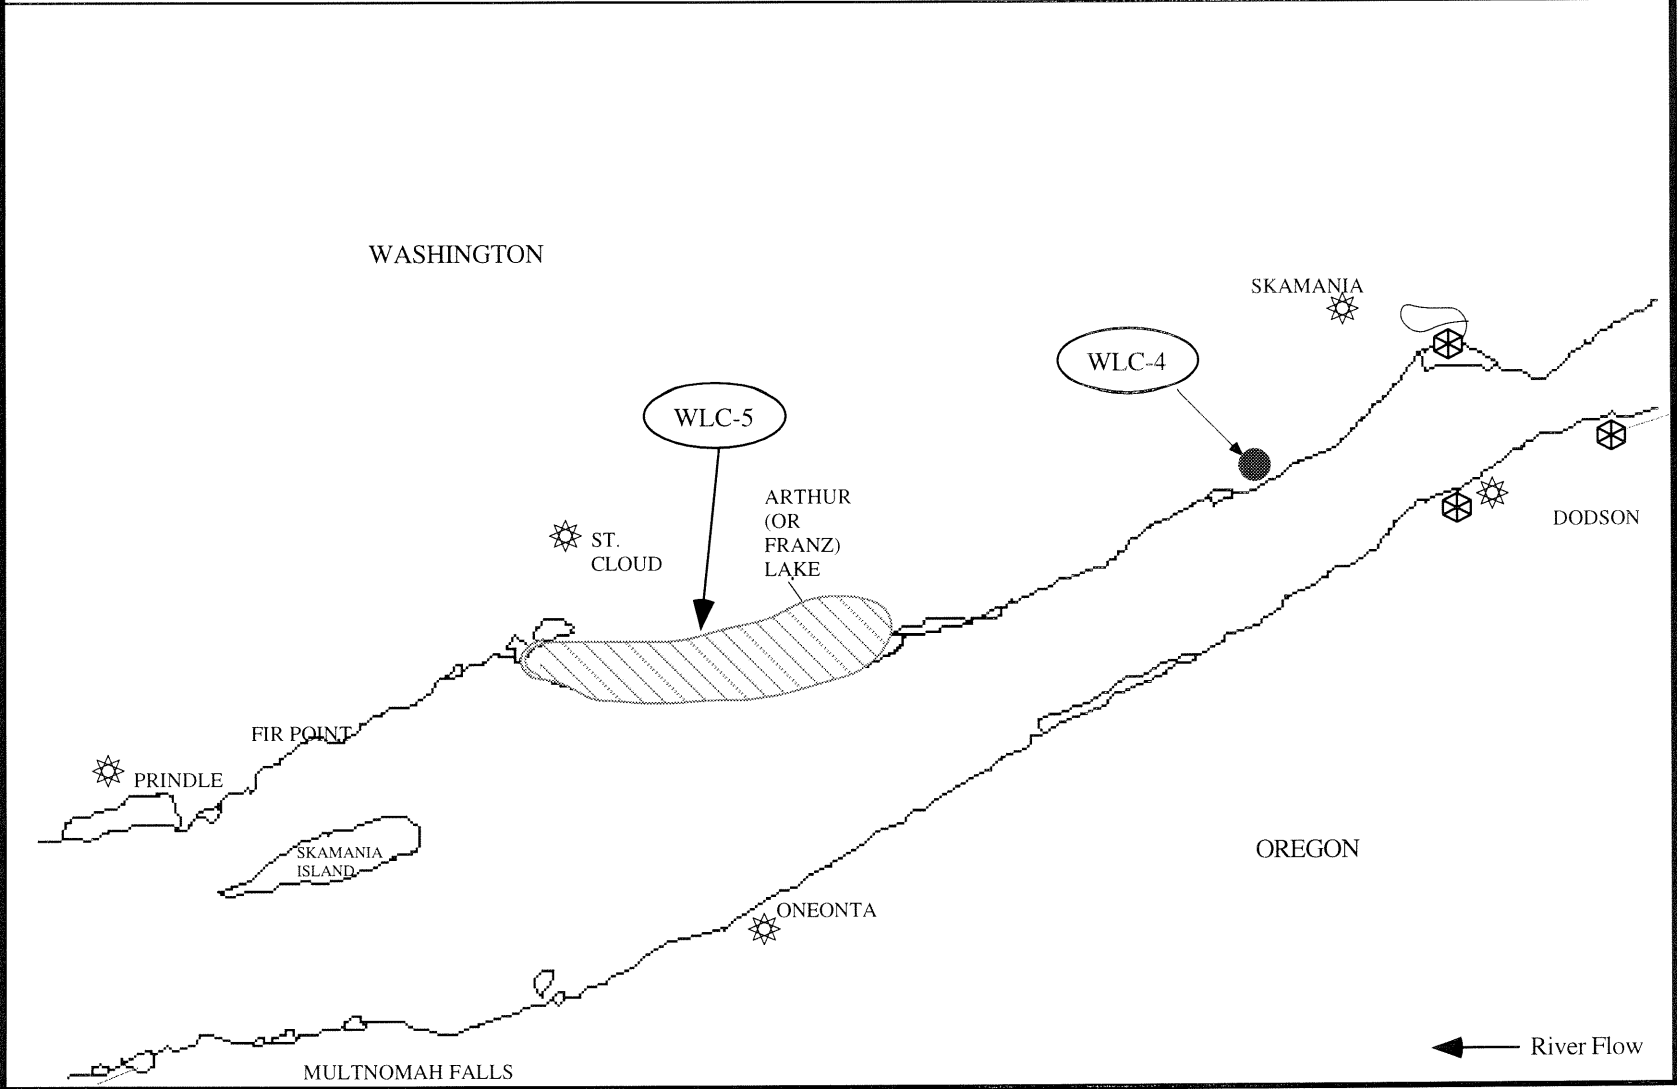 WASHINGTON
SKAMANIA
WLC-4
WLC-5
ARTHUR
(OR
FRANZ)
LAKE
ST.
CLOUD
DODSON
FIR POINT
PRINDLE
SKAMANIA
ISLAND
OREGON
ONEONTA
River Flow
MULTNOMAH FALLS